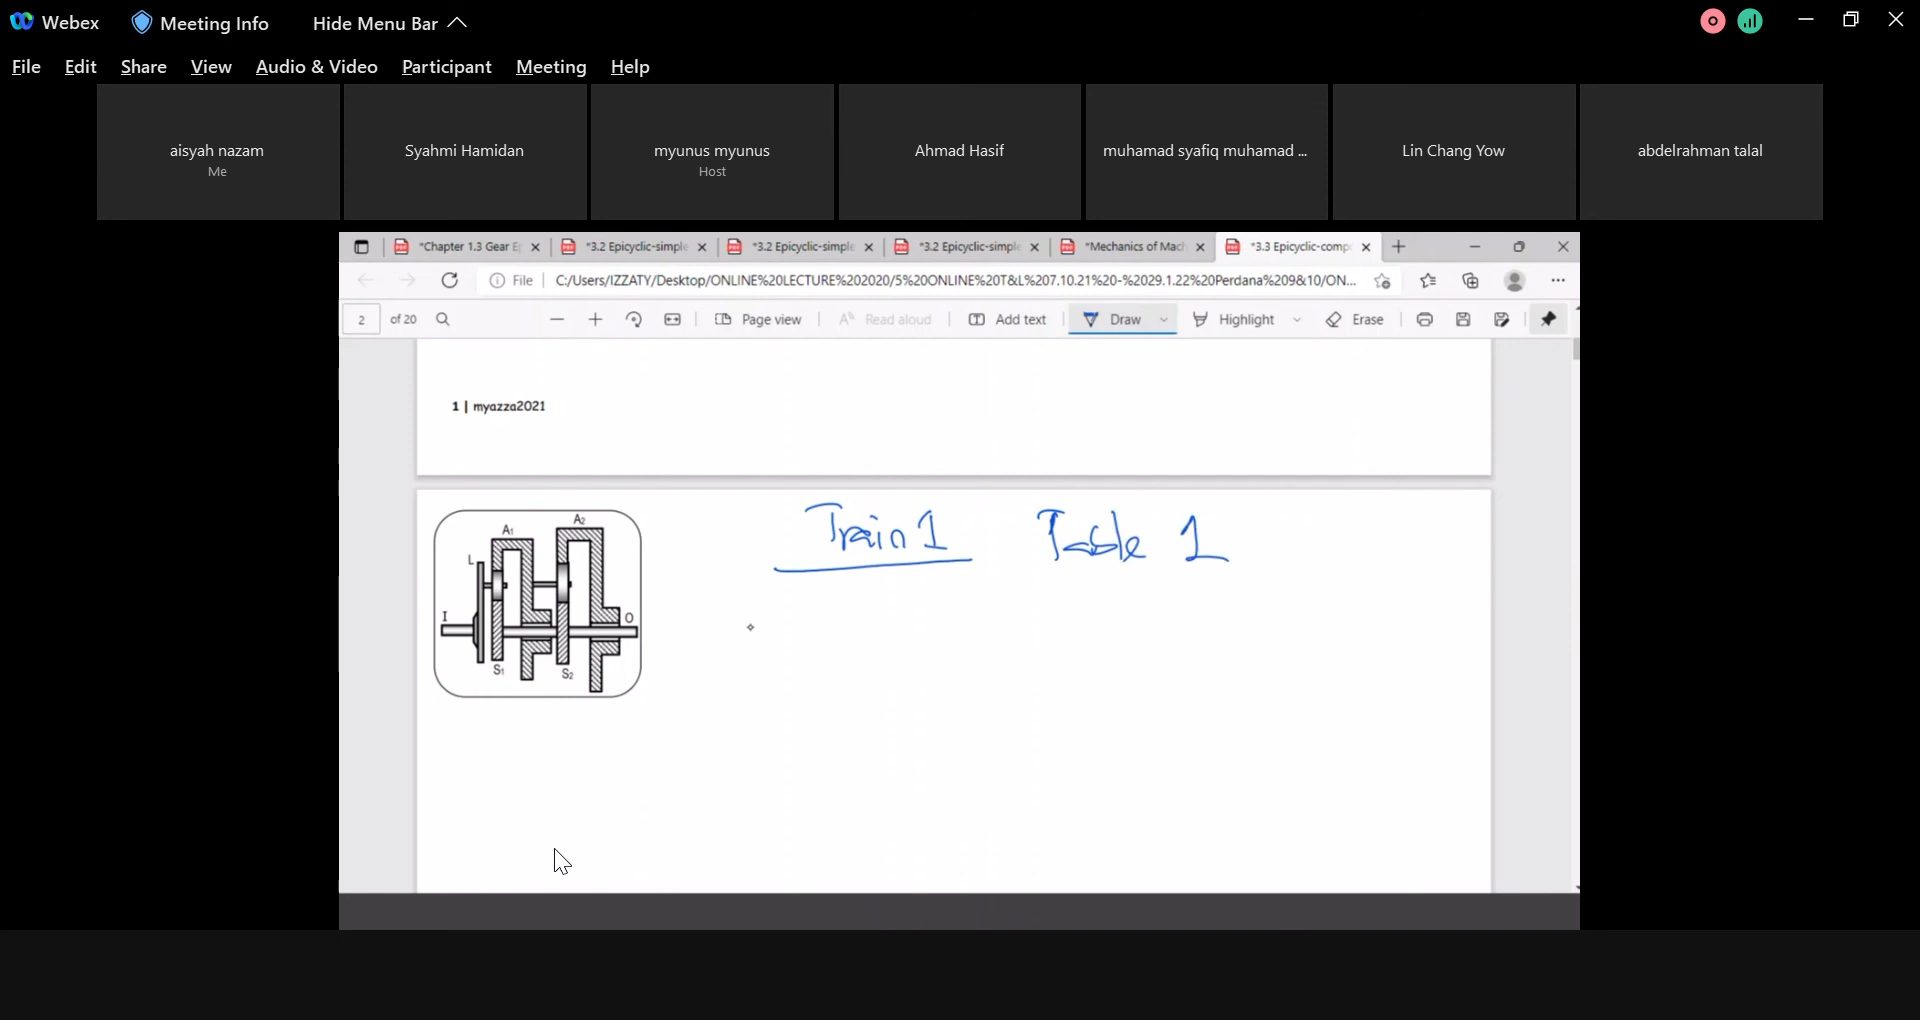 Webex Meeting Info Hide Menu Bar
File Edit Share View Audio & Video Participant Meeting Help
aisyah nazam
Me
Syahmi Hamidan
myunus myunus
Host
Ahmad Hasif
muhamad syafiq muhamad ...
Lin Chang Yow
abdelrahman talal
*Chapter 1.3 Gear E *3.2 Epicyclic-simple *3.2 Epicyclic-simple *3.2 Epicyclic-simple *Mechanics of Mach *3.3 Epicyclic-comp
File C:/Users/IZZATY/Desktop/ONLINE%20LECTURE%202020/5%20ONLINE%20T&L%207.10.21%20-%2029.1.22%20Perdana%209&10/ON...
2 of 20 Page view Read aloud Add text Draw Highlight Erase
1 | myazza2021
Train 1 Table 1
A1
A2
L
I
O
S1
S2